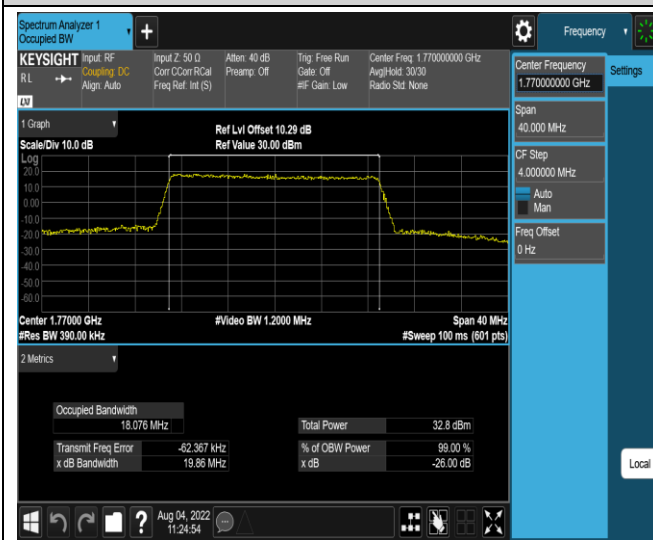 Spectrum Analyzer 1
Occupied BW
Frequency
KEYSIGHT
RL
LXI
Input: RF
Coupling: DC
Align: Auto
Input Z: 50 Ω
Corr CCorr RCal
Freq Ref: Int (S)
Atten: 40 dB
Preamp: Off
Trig: Free Run
Gate: Off
#IF Gain: Low
Center Freq: 1.770000000 GHz
Avg|Hold: 30/30
Radio Std: None
Center Frequency
1.770000000 GHz
Settings
Span
40.000 MHz
CF Step
4.000000 MHz
Auto
Man
Freq Offset
0 Hz
1 Graph
Scale/Div 10.0 dB
Ref Lvl Offset 10.29 dB
Ref Value 30.00 dBm
Log
20.0
10.0
0.00
-10.0
-20.0
-30.0
-40.0
-50.0
-60.0
Center 1.77000 GHz
#Res BW 390.00 kHz
#Video BW 1.2000 MHz
Span 40 MHz
#Sweep 100 ms (601 pts)
2 Metrics
Occupied Bandwidth
18.076 MHz
Total Power 32.8 dBm
Transmit Freq Error -62.367 kHz
% of OBW Power 99.00 %
x dB Bandwidth 19.86 MHz
x dB -26.00 dB
Local
?
Aug 04, 2022
11:24:54